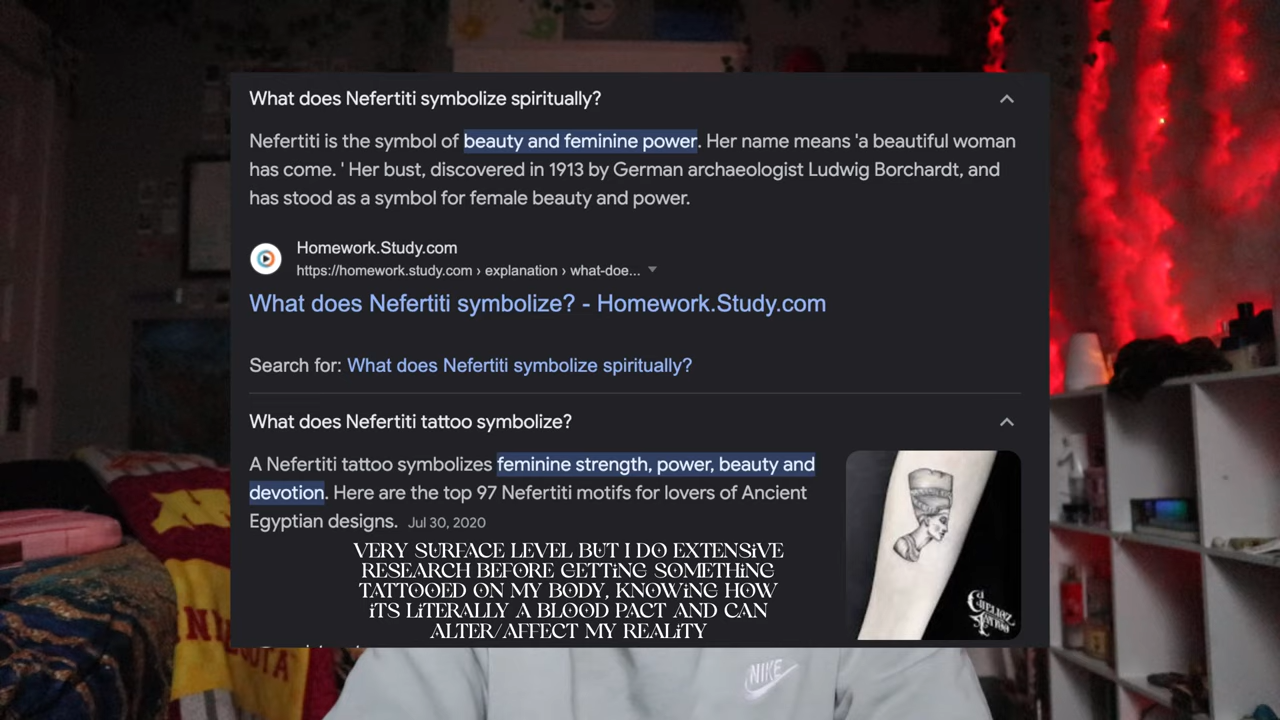 What does Nefertiti symbolize spiritually?
Nefertiti is the symbol of beauty and feminine power. Her name means 'a beautiful woman
has come. ' Her bust, discovered in 1913 by German archaeologist Ludwig Borchardt, and
has stood as a symbol for female beauty and power.
Homework.Study.com
https://homework.study.com › explanation › what-doe...
What does Nefertiti symbolize? - Homework.Study.com
Search for: What does Nefertiti symbolize spiritually?
What does Nefertiti tattoo symbolize?
A Nefertiti tattoo symbolizes feminine strength, power, beauty and
devotion. Here are the top 97 Nefertiti motifs for lovers of Ancient
Egyptian designs. Jul 30, 2020
VERY SURFACE LEVEL BUT I DO EXTENSiVE
RESEARCH BEFORE GETTiNG SOMETHiNG
TATTOOED ON MY BODY, KNOWiNG HOW
iTS LiTERALLY A BLOOD PACT AND CAN
ALTER/AFFECT MY REALiTY
NIKE